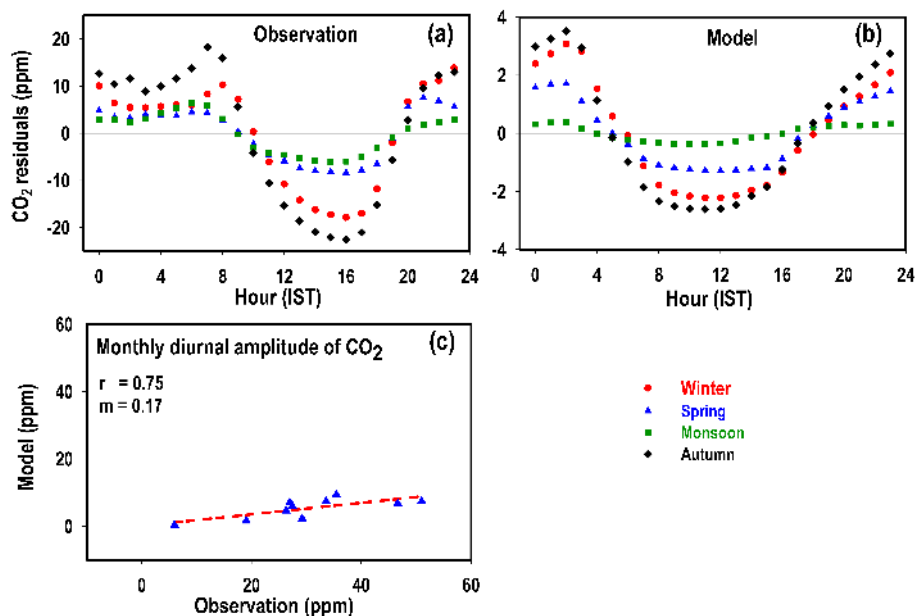 Observation
(a)
CO2 residuals (ppm)
20
10
0
-10
-20
0 4 8 12 16 20 24
Hour (IST)
Model
(b)
4
2
0
-2
-4
0 4 8 12 16 20 24
Hour (IST)
Monthly diurnal amplitude of CO2
(c)
r = 0.75
m = 0.17
Model (ppm)
60
40
20
0
0 20 40 60
Observation (ppm)
Winter
Spring
Monsoon
Autumn